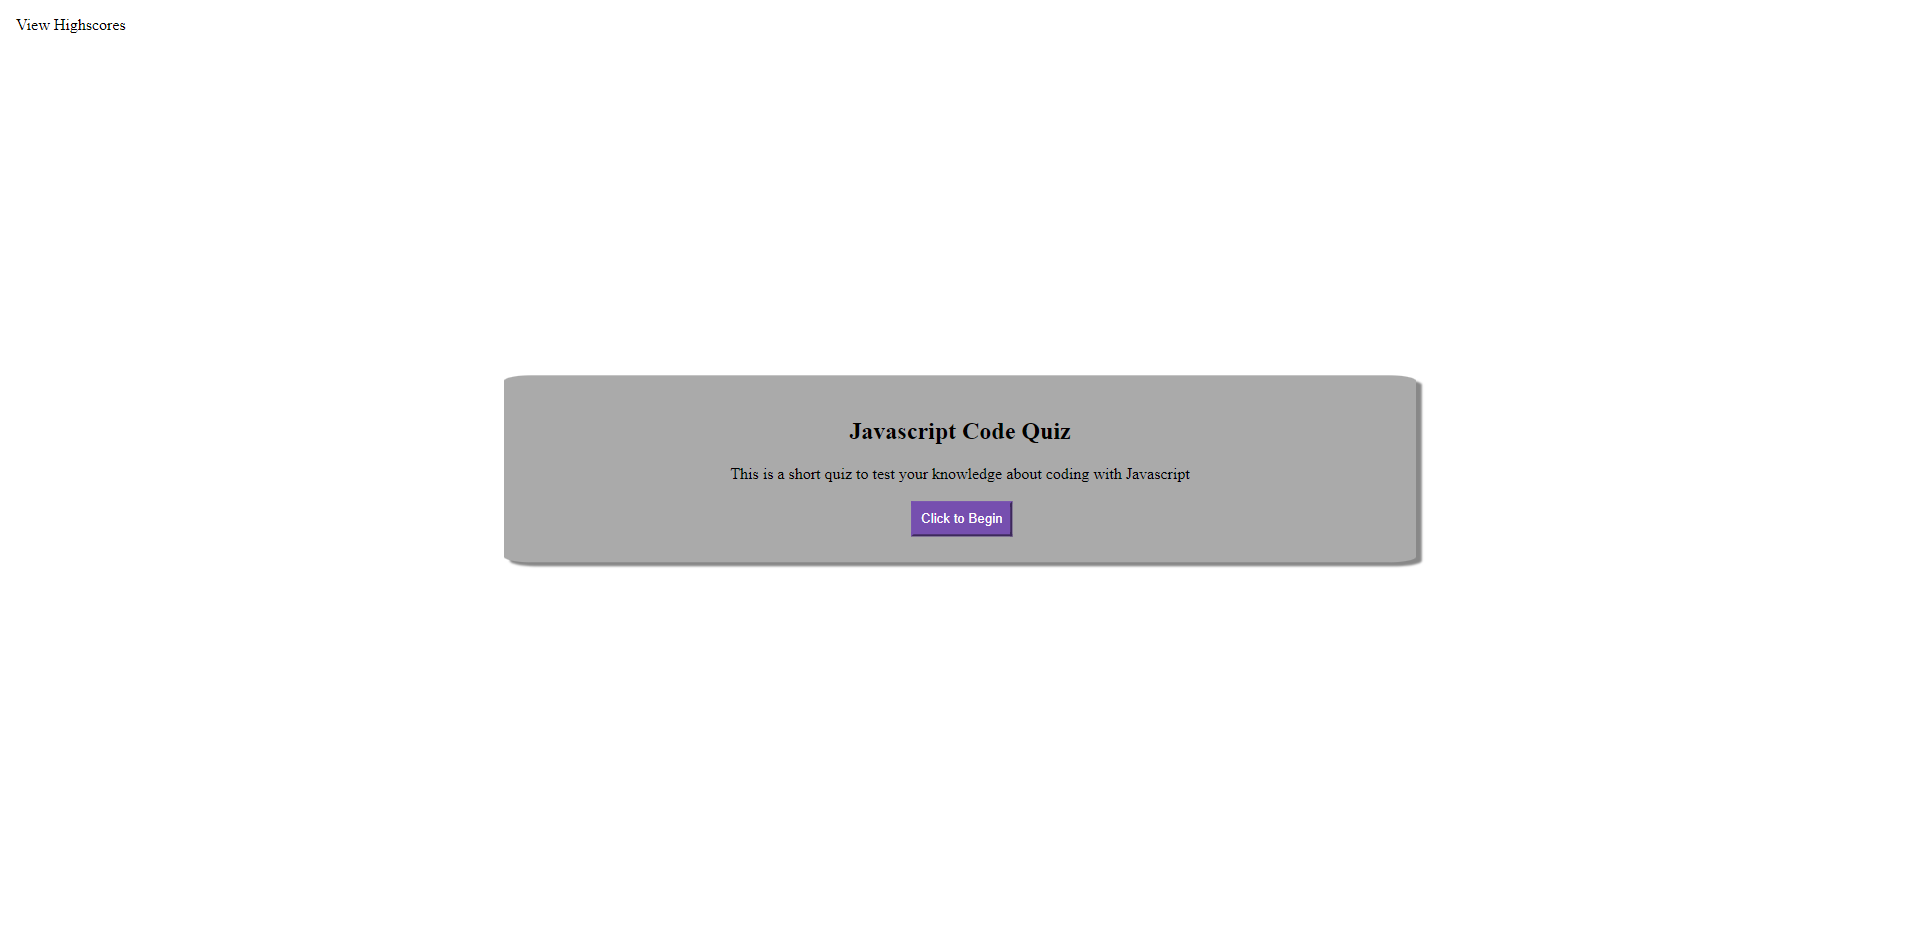 View Highscores
Javascript Code Quiz
This is a short quiz to test your knowledge about coding with Javascript
Click to Begin